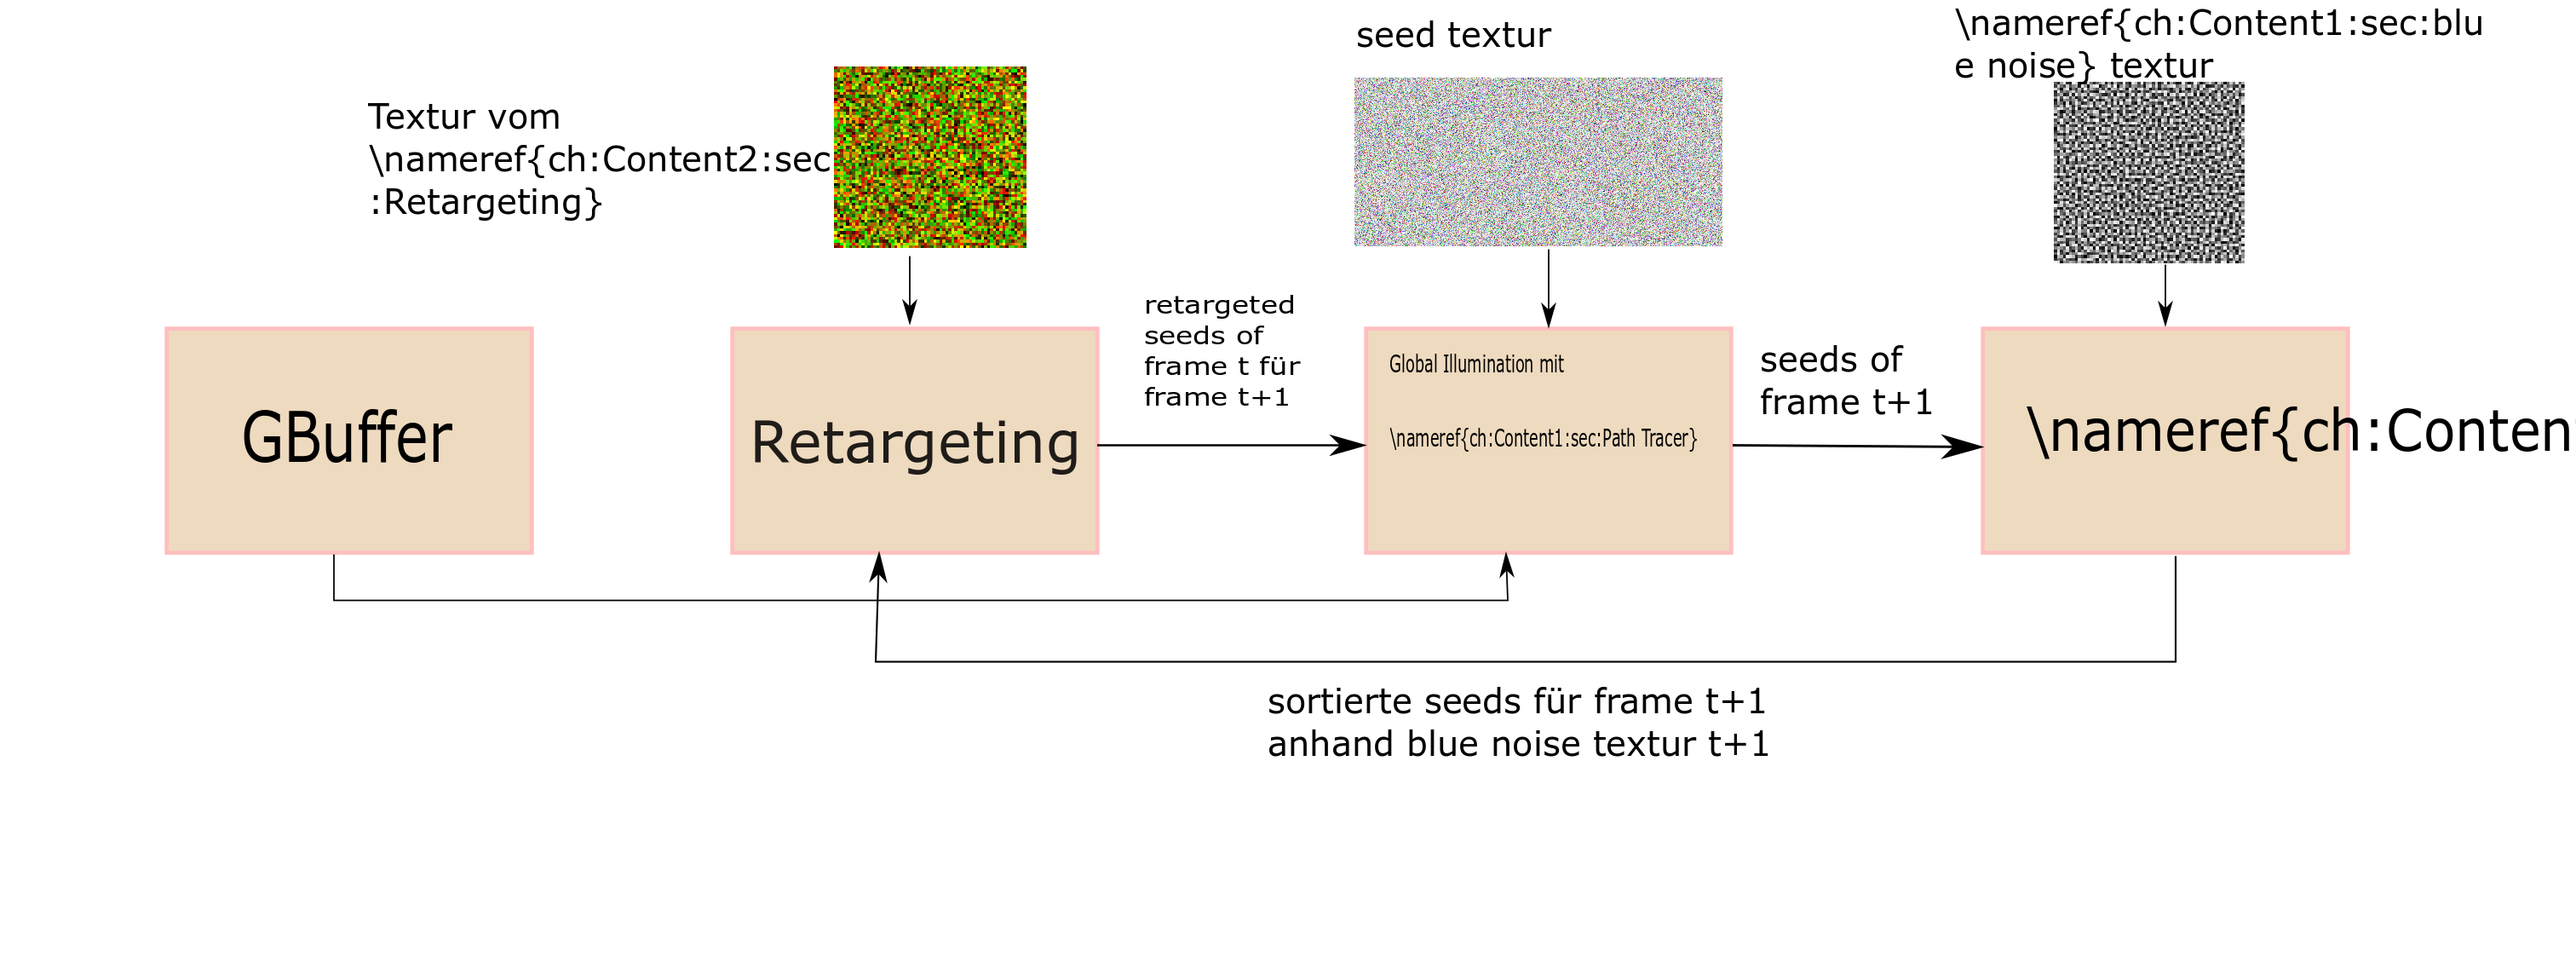 seed textur
\nameref{ch:Content1:sec:blu
e noise} textur
Textur vom
\nameref{ch:Content2:sec
:Retargeting}
retargeted
seeds of
frame t für
frame t+1
GBuffer
Retargeting
Global Illumination mit
\nameref{ch:Content1:sec:Path Tracer}
seeds of
frame t+1
\nameref{ch:Conten
sortierte seeds für frame t+1
anhand blue noise textur t+1